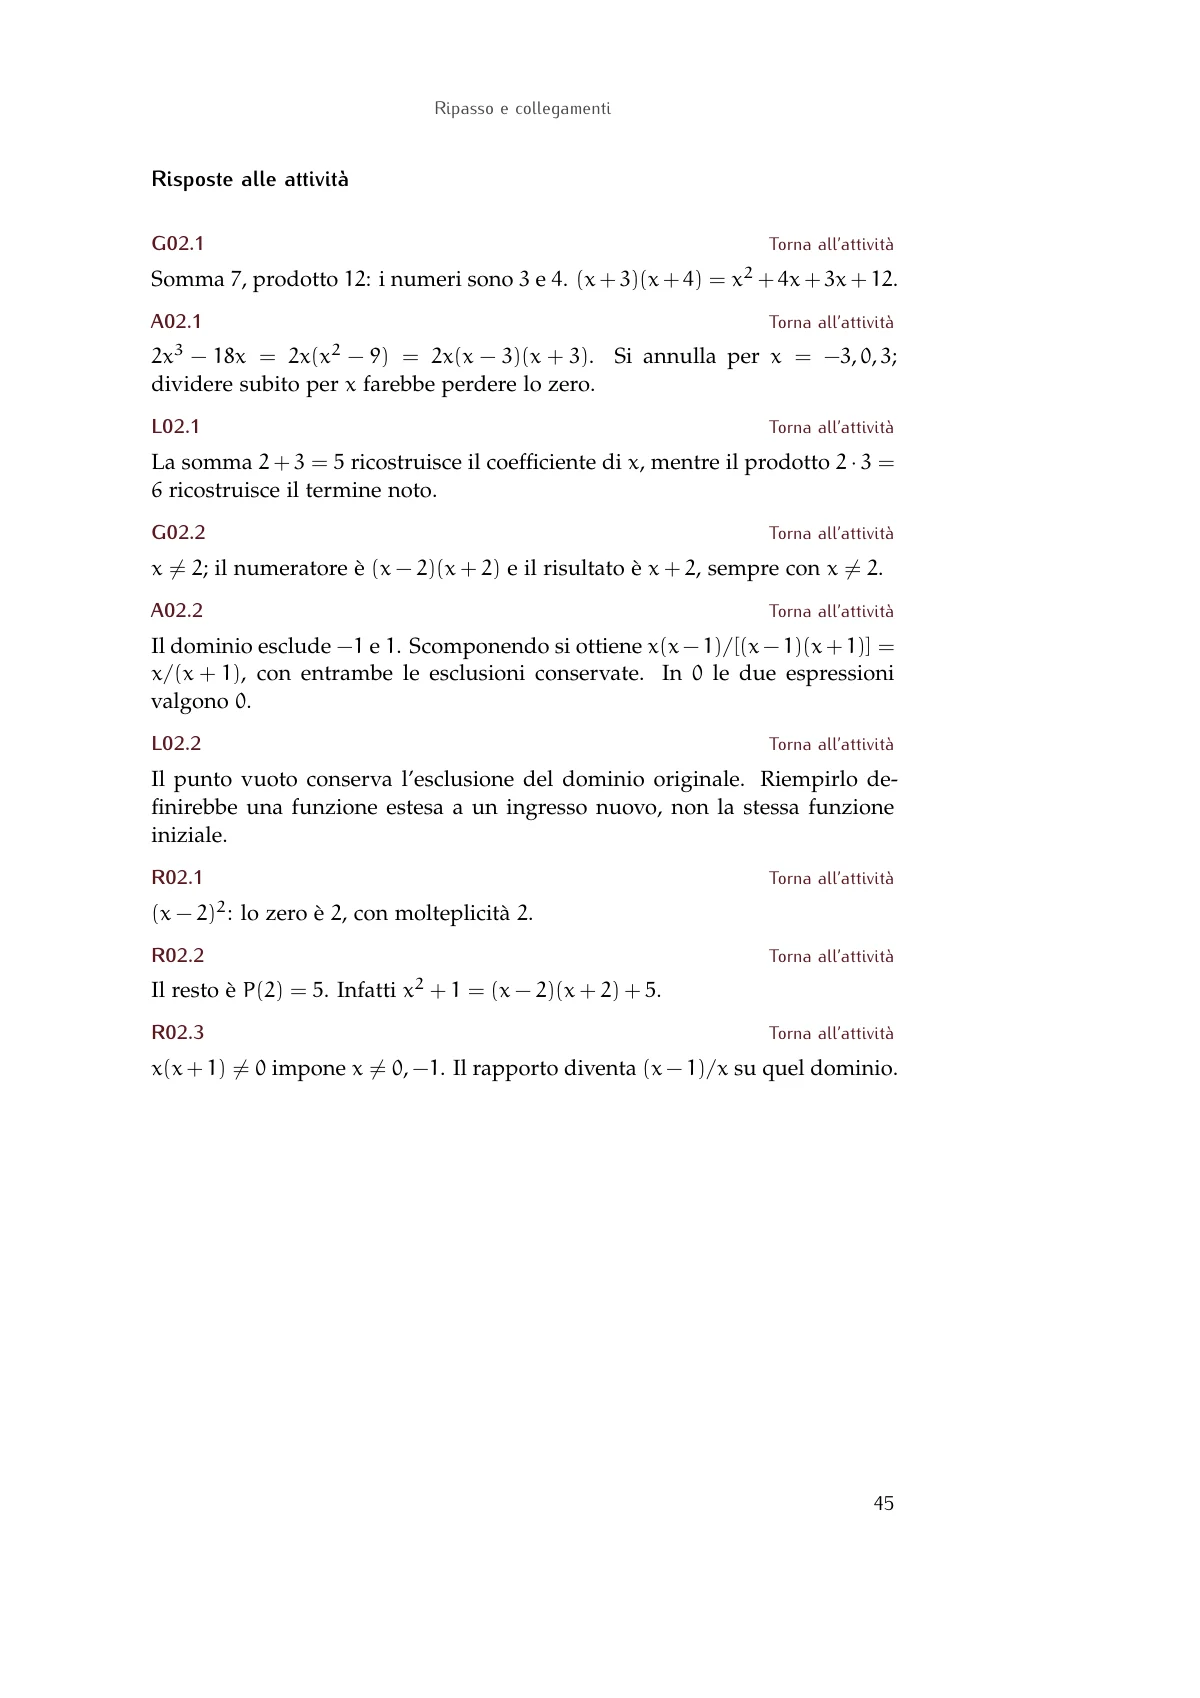 Ripasso e collegamenti
Risposte alle attività
G02.1 Torna all'attività
Somma 7, prodotto 12: i numeri sono 3 e 4. (x + 3)(x + 4) = x² + 4x + 3x + 12.
A02.1 Torna all'attività
2x³ − 18x = 2x(x² − 9) = 2x(x − 3)(x + 3). Si annulla per x = −3, 0, 3;
dividere subito per x farebbe perdere lo zero.
L02.1 Torna all'attività
La somma 2 + 3 = 5 ricostruisce il coefficiente di x, mentre il prodotto 2 · 3 =
6 ricostruisce il termine noto.
G02.2 Torna all'attività
x ≠ 2; il numeratore è (x − 2)(x + 2) e il risultato è x + 2, sempre con x ≠ 2.
A02.2 Torna all'attività
Il dominio esclude −1 e 1. Scomponendo si ottiene x(x − 1)/[(x − 1)(x + 1)] =
x/(x + 1), con entrambe le esclusioni conservate. In 0 le due espressioni
valgono 0.
L02.2 Torna all'attività
Il punto vuoto conserva l'esclusione del dominio originale. Riempirlo de-
finirebbe una funzione estesa a un ingresso nuovo, non la stessa funzione
iniziale.
R02.1 Torna all'attività
(x − 2)²: lo zero è 2, con molteplicità 2.
R02.2 Torna all'attività
Il resto è P(2) = 5. Infatti x² + 1 = (x − 2)(x + 2) + 5.
R02.3 Torna all'attività
x(x + 1) ≠ 0 impone x ≠ 0, −1. Il rapporto diventa (x − 1)/x su quel dominio.
45